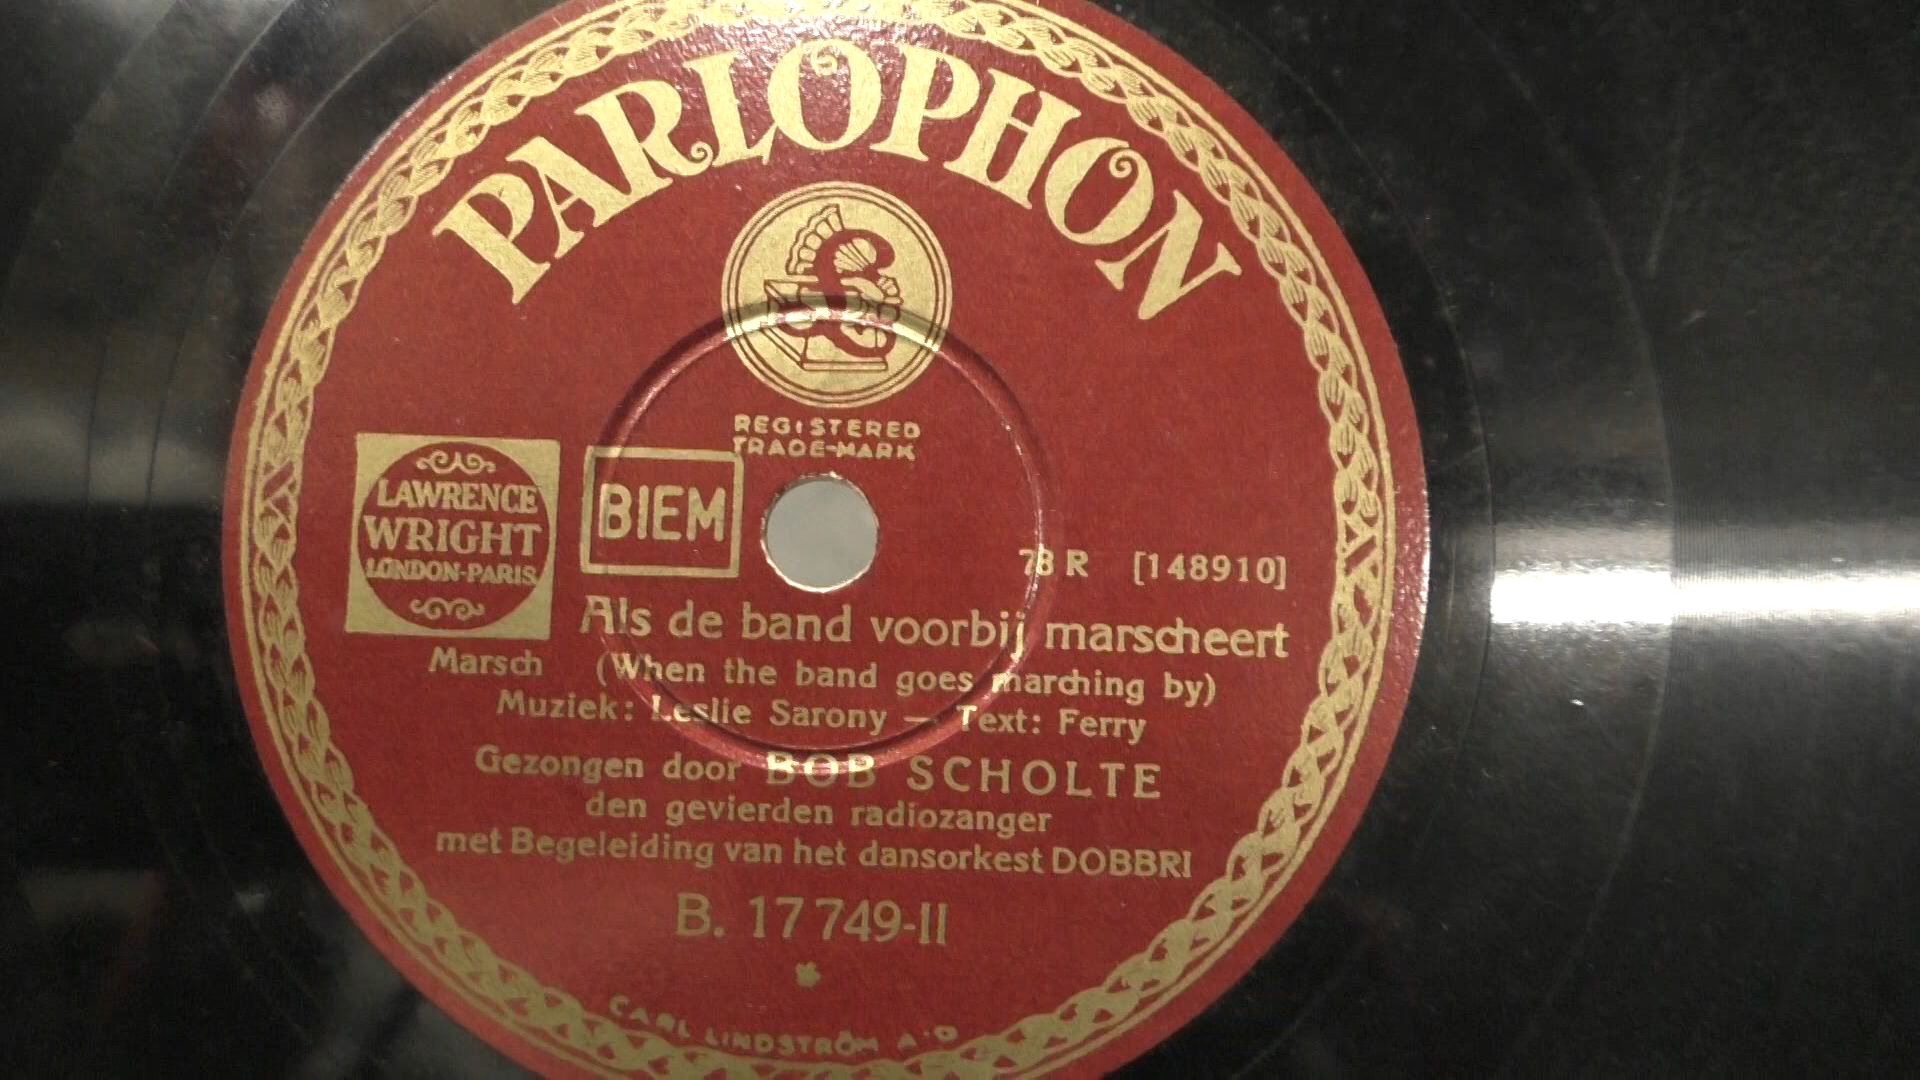 PARLOPHON
REGISTERED
TRADE-MARK
LAWRENCE
WRIGHT
LONDON-PARIS
BIEM
78 R [148910]
Als de band voorbij marscheert
Marsch (When the band goes marching by)
Muziek: Leslie Sarony — Text: Ferry
Gezongen door BOB SCHOLTE
den gevierden radiozanger
met Begeleiding van het dansorkest DOBBRI
B. 17749-II
CARL LINDSTRÖM A·G